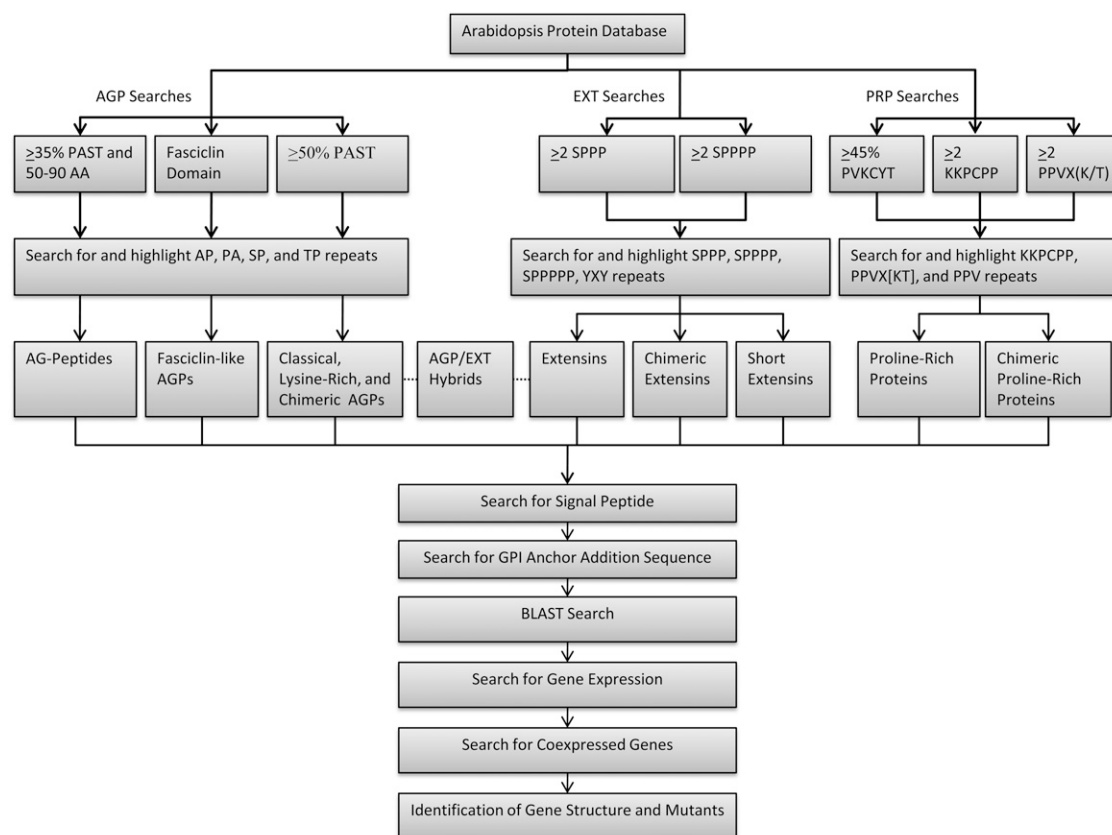 Arabidopsis Protein Database
AGP Searches
EXT Searches
PRP Searches
≥35% PAST and
50-90 AA
Fasciclin
Domain
≥50% PAST
≥2 SPPP
≥2 SPPPP
≥45%
PVKCYT
≥2
KKPCPP
≥2
PPVX(K/T)
Search for and highlight AP, PA, SP, and TP repeats
Search for and highlight SPPP, SPPPP,
SPPPPP, YXY repeats
Search for and highlight KKPCPP,
PPVX[KT], and PPV repeats
AG-Peptides
Fasciclin-like
AGPs
Classical,
Lysine-Rich, and
Chimeric AGPs
AGP/EXT
Hybrids
Extensins
Chimeric
Extensins
Short
Extensins
Proline-Rich
Proteins
Chimeric
Proline-Rich
Proteins
Search for Signal Peptide
Search for GPI Anchor Addition Sequence
BLAST Search
Search for Gene Expression
Search for Coexpressed Genes
Identification of Gene Structure and Mutants